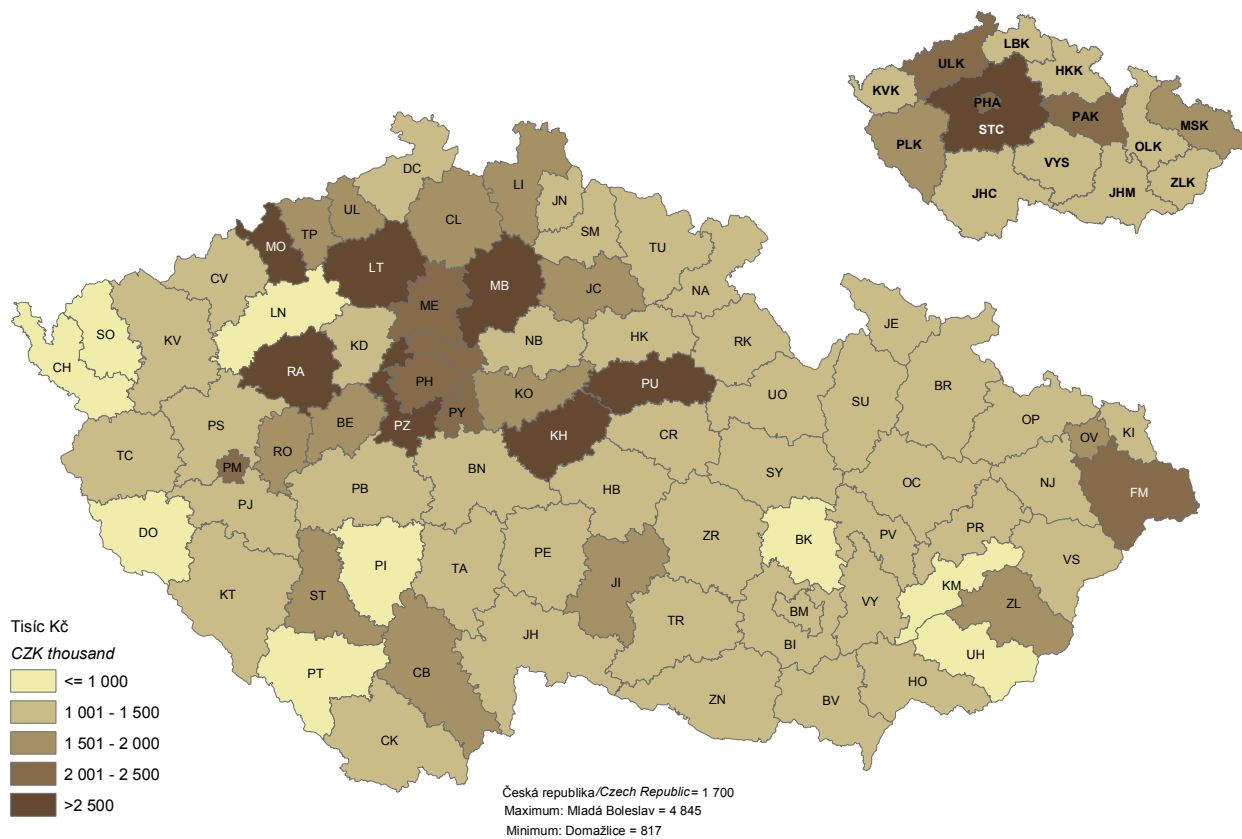 LBK
ULK
HKK
KVK
PHA
PAK
MSK
STC
PLK
OLK
VYS
ZLK
JHC
JHM
DC
LI
JN
UL
TP
CL
SM
MO
TU
LT
CV
MB
JC
NA
ME
LN
SO
KV
JE
NB
HK
KD
RK
CH
RA
BR
PH
PU
KO
UO
SU
OP
PY
BE
PZ
KI
PS
KH
CR
OV
RO
TC
PM
BN
SY
OC
NJ
FM
PB
HB
PJ
PR
DO
BK
PV
ZR
PE
VS
PI
TA
JI
KM
KT
ST
VY
BM
ZL
TR
BI
JH
UH
PT
CB
HO
ZN
BV
CK
Tisíc Kč
CZK thousand
<= 1 000
1 001 - 1 500
1 501 - 2 000
2 001 - 2 500
>2 500
Česká republika/Czech Republic= 1 700
Maximum: Mladá Boleslav = 4 845
Minimum: Domažlice = 817